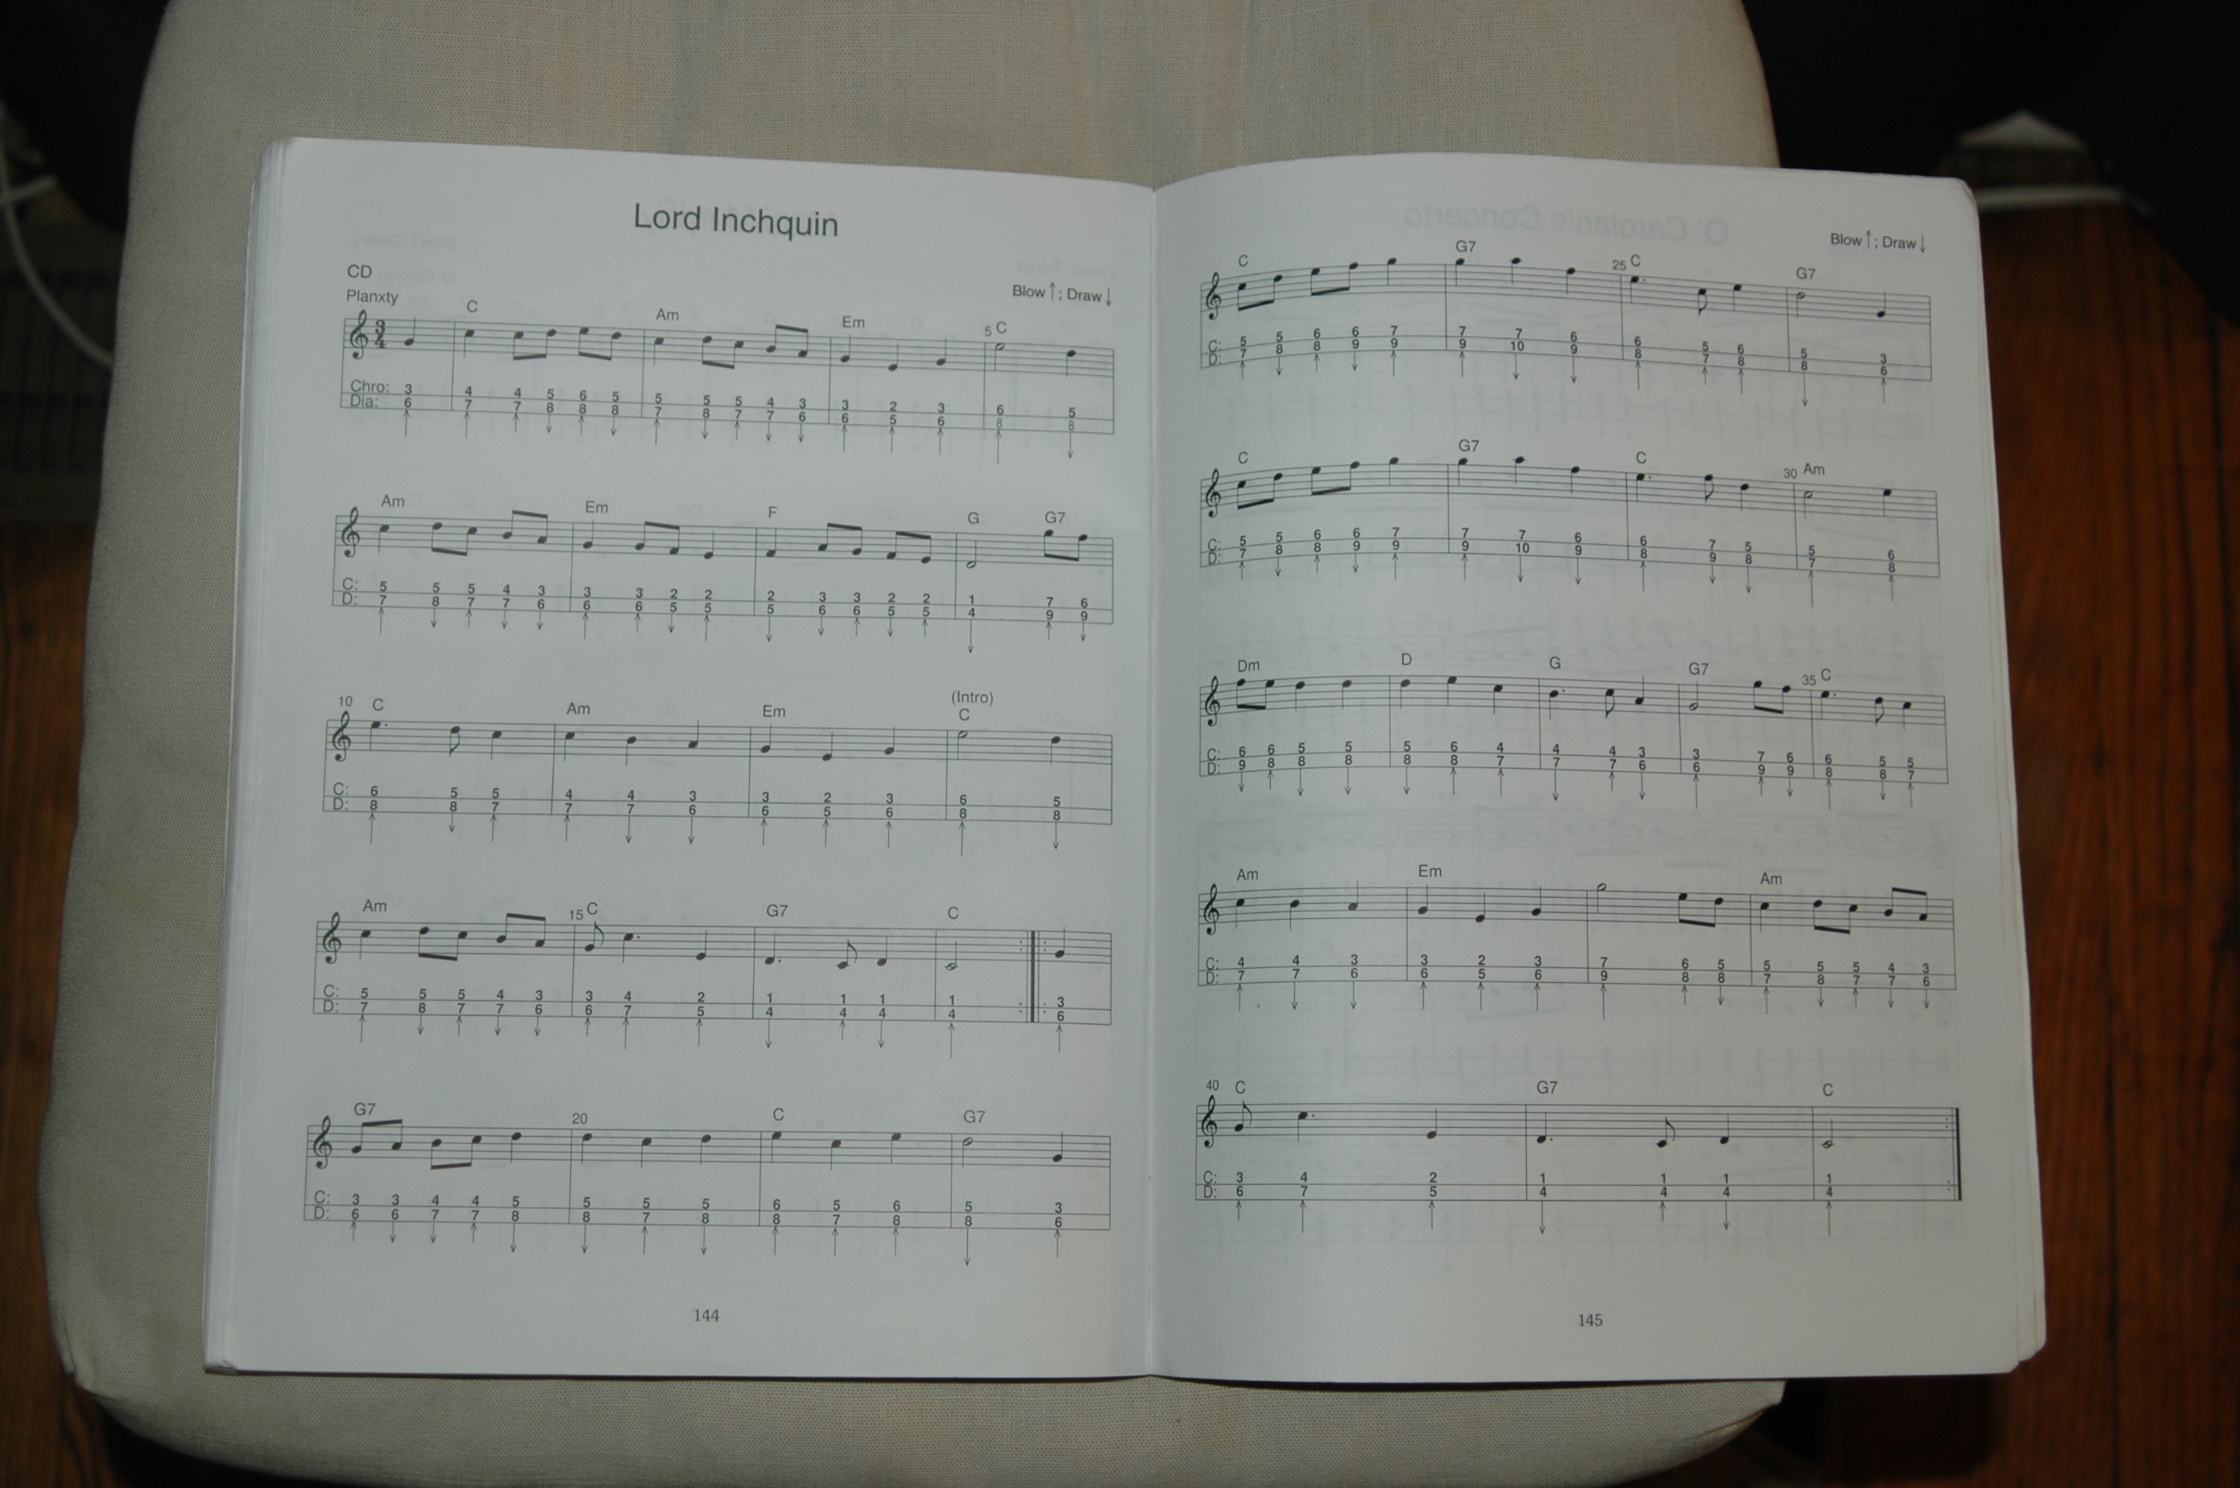 Lord Inchquin
CD
Planxty
Blow↑; Draw↓
C Am Em 5 C
Chro: 3 4 4 5 6 5 5 5 5 4 3 3 2 3 6 5
Dia: 6 7 7 8 8 8 7 8 7 7 6 6 5 6 8 8
Am Em F G G7
C: 5 5 5 4 3 3 3 2 2 2 3 3 2 2 1 7 6
D: 7 8 7 7 6 6 6 5 5 5 6 6 5 5 4 9 9
(Intro)
10 C Am Em C
C: 6 5 5 4 4 3 3 2 3 6 5
D: 8 8 7 7 7 6 6 5 6 8 8
Am 15 C G7 C
C: 5 5 5 4 3 3 4 2 1 1 1 1 3
D: 7 8 7 7 6 6 7 5 4 4 4 4 6
G7 20 C G7
C: 3 3 4 4 5 5 5 5 6 5 6 5 3
D: 6 6 7 7 8 8 7 8 8 7 8 8 6
144
Blow↑; Draw↓
C G7 25 C G7
C: 5 5 6 6 7 7 7 6 6 5 6 5 3
D: 7 8 8 9 9 9 10 9 8 7 8 8 6
C G7 C 30 Am
C: 5 5 6 6 7 7 7 6 6 7 5 5 6
D: 7 8 8 9 9 9 10 9 8 9 8 7 8
Dm D G G7 35 C
C: 6 6 5 5 5 6 4 4 4 3 3 7 6 6 5 5
D: 9 8 8 8 8 8 7 7 7 6 6 9 9 8 8 7
Am Em Am
C: 4 4 3 3 2 3 7 6 5 5 5 5 4 3
D: 7 7 6 6 5 6 9 8 8 7 8 7 7 6
40 C G7 C
C: 3 4 2 1 1 1 1
D: 6 7 5 4 4 4 4
145